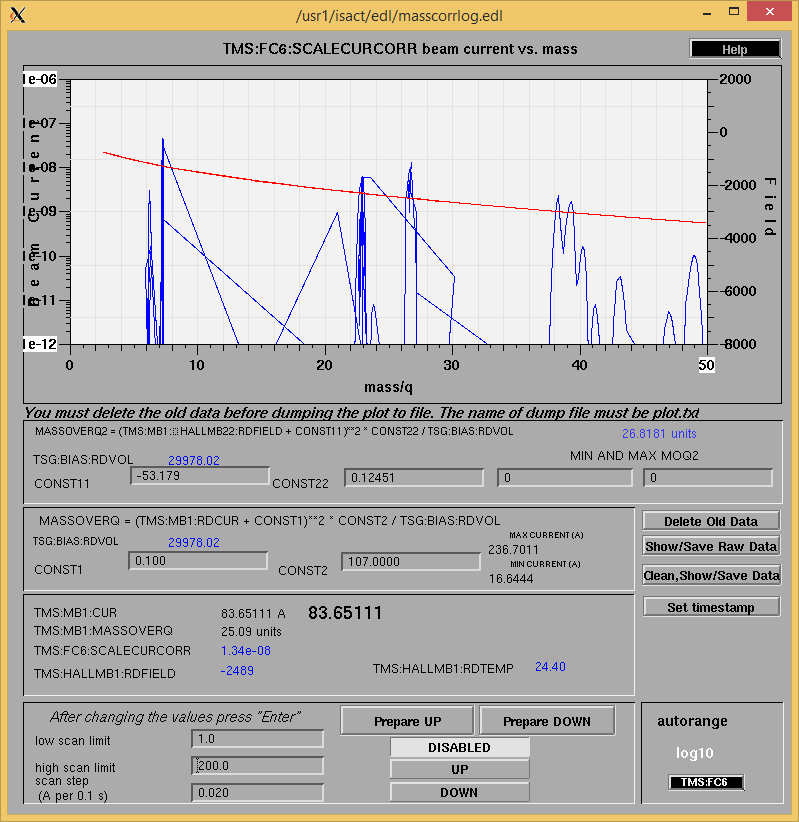 /usr1/isact/edl/masscorrlog.edl
TMS:FC6:SCALECURCORR beam current vs. mass
Help
1e-06
e-07
e-08
e-09
e-10
e-11
1e-12
Beam Current
2000
0
-2000
-4000
-6000
-8000
Field
0 10 20 30 40 50
mass/q
You must delete the old data before dumping the plot to file. The name of dump file must be plot.txt
MASSOVERQ2 = (TMS:MB1: HALLMB22:RDFIELD + CONST11)**2 * CONST22 / TSG:BIAS:RDVOL
26.8181 units
TSG:BIAS:RDVOL 29978.02
MIN AND MAX MOQ2
CONST11 -53.179 CONST22 0.12451 0 0
MASSOVERQ = (TMS:MB1:RDCUR + CONST1)**2 * CONST2 / TSG:BIAS:RDVOL
TSG:BIAS:RDVOL 29978.02
MAX CURRENT (A)
236.7011
CONST1 0.100 CONST2 107.0000
MIN CURRENT (A)
16.6444
Delete Old Data
Show/Save Raw Data
Clean,Show/Save Data
Set timestamp
TMS:MB1:CUR 83.65111 A 83.65111
TMS:MB1:MASSOVERQ 25.09 units
TMS:FC6:SCALECURCORR 1.34e-08
TMS:HALLMB1:RDFIELD -2489
TMS:HALLMB1:RDTEMP 24.40
After changing the values press "Enter"
low scan limit 1.0
high scan limit 200.0
scan step
(A per 0.1 s) 0.020
Prepare UP Prepare DOWN
DISABLED
UP
DOWN
autorange
log10
TMS:FC6